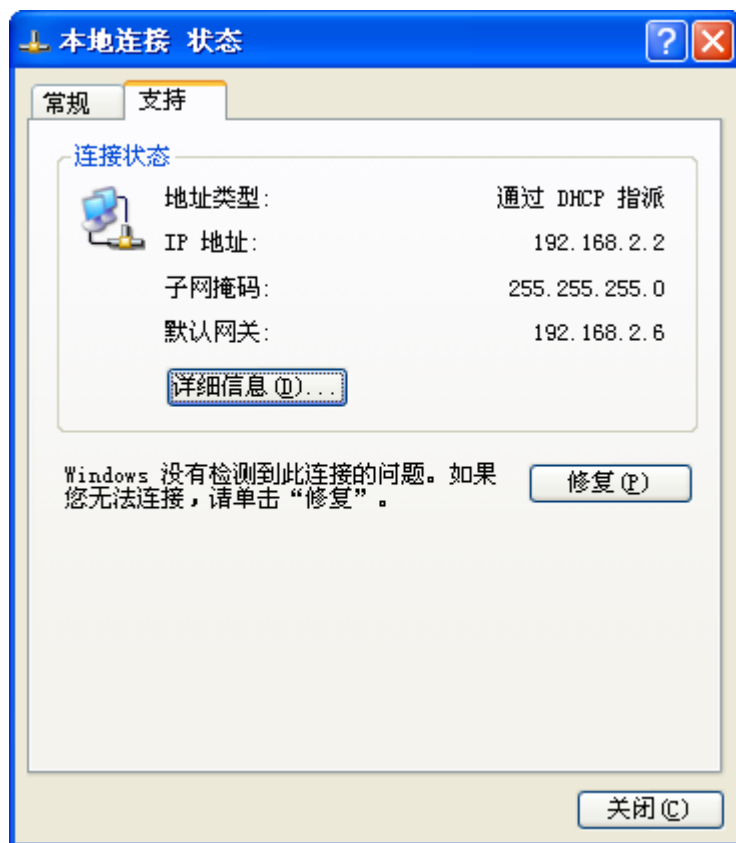 本地连接 状态
常规
支持
连接状态
地址类型:
通过 DHCP 指派
IP 地址:
192.168.2.2
子网掩码:
255.255.255.0
默认网关:
192.168.2.6
详细信息(D)...
Windows 没有检测到此连接的问题。如果
您无法连接，请单击“修复”。
修复(P)
关闭(C)